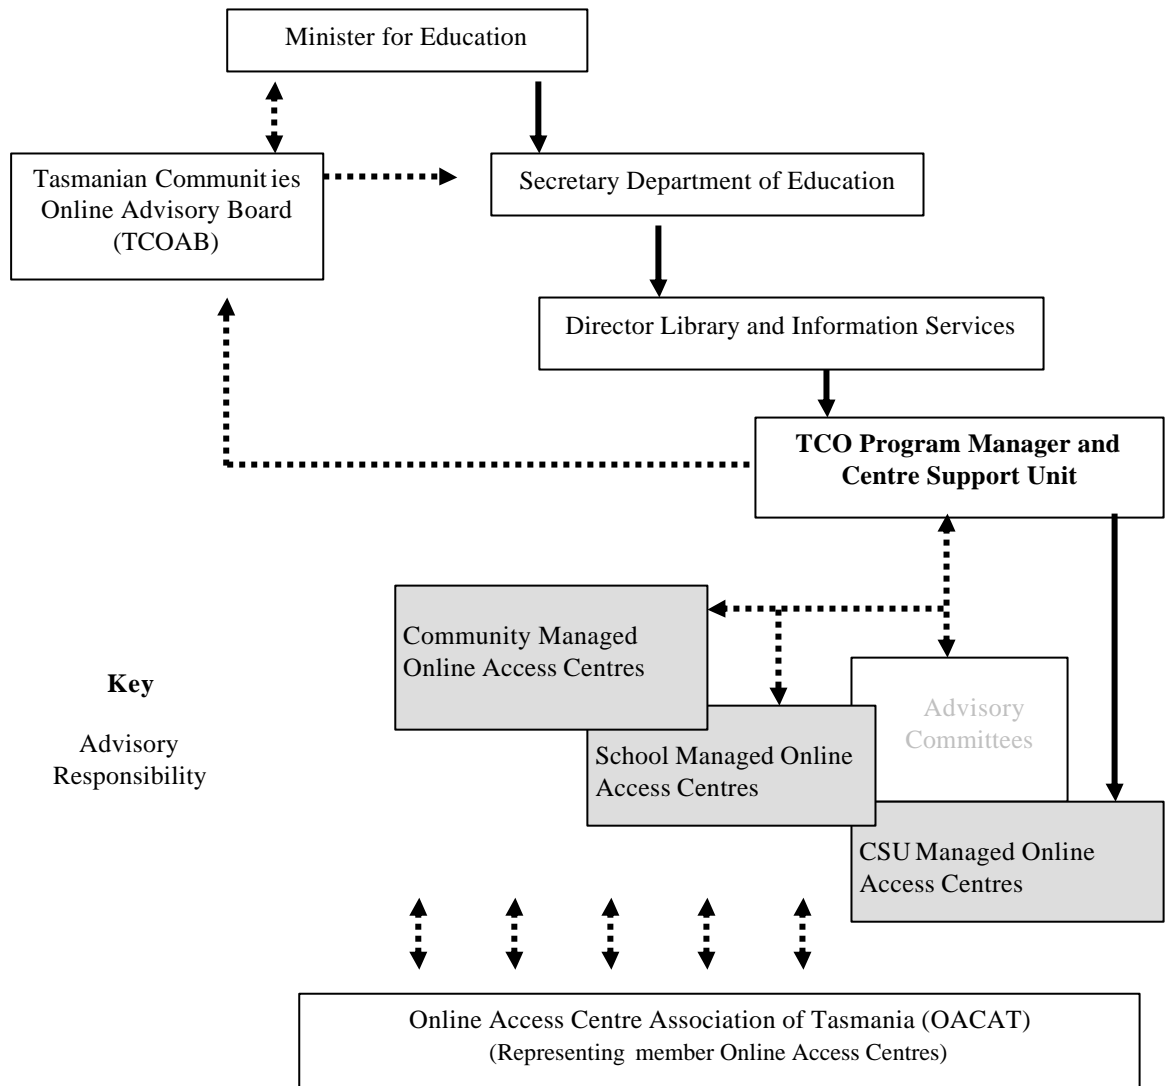 Minister for Education
Tasmanian Communities
Online Advisory Board
(TCOAB)
Secretary Department of Education
Director Library and Information Services
TCO Program Manager and
Centre Support Unit
Community Managed
Online Access Centres
Key
Advisory
Responsibility
Advisory
Committees
School Managed Online
Access Centres
CSU Managed Online
Access Centres
Online Access Centre Association of Tasmania (OACAT)
(Representing member Online Access Centres)